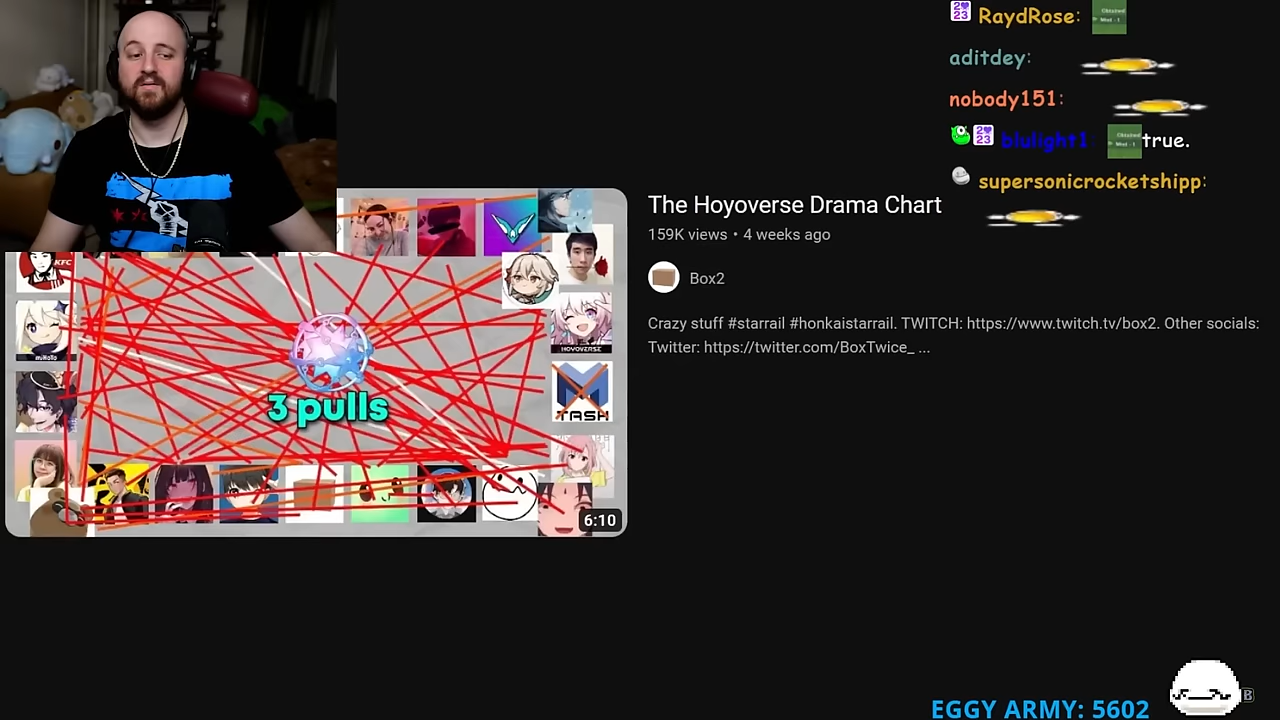 RaydRose:
aditdey:
nobody151:
blulight1: true.
supersonicrocketshipp:
The Hoyoverse Drama Chart
159K views • 4 weeks ago
Box2
Crazy stuff #starrail #honkaistarrail. TWITCH: https://www.twitch.tv/box2. Other socials:
Twitter: https://twitter.com/BoxTwice_ ...
KFC
miHoYo
HOYOVERSE
TASH
3 pulls
6:10
EGGY ARMY: 5602